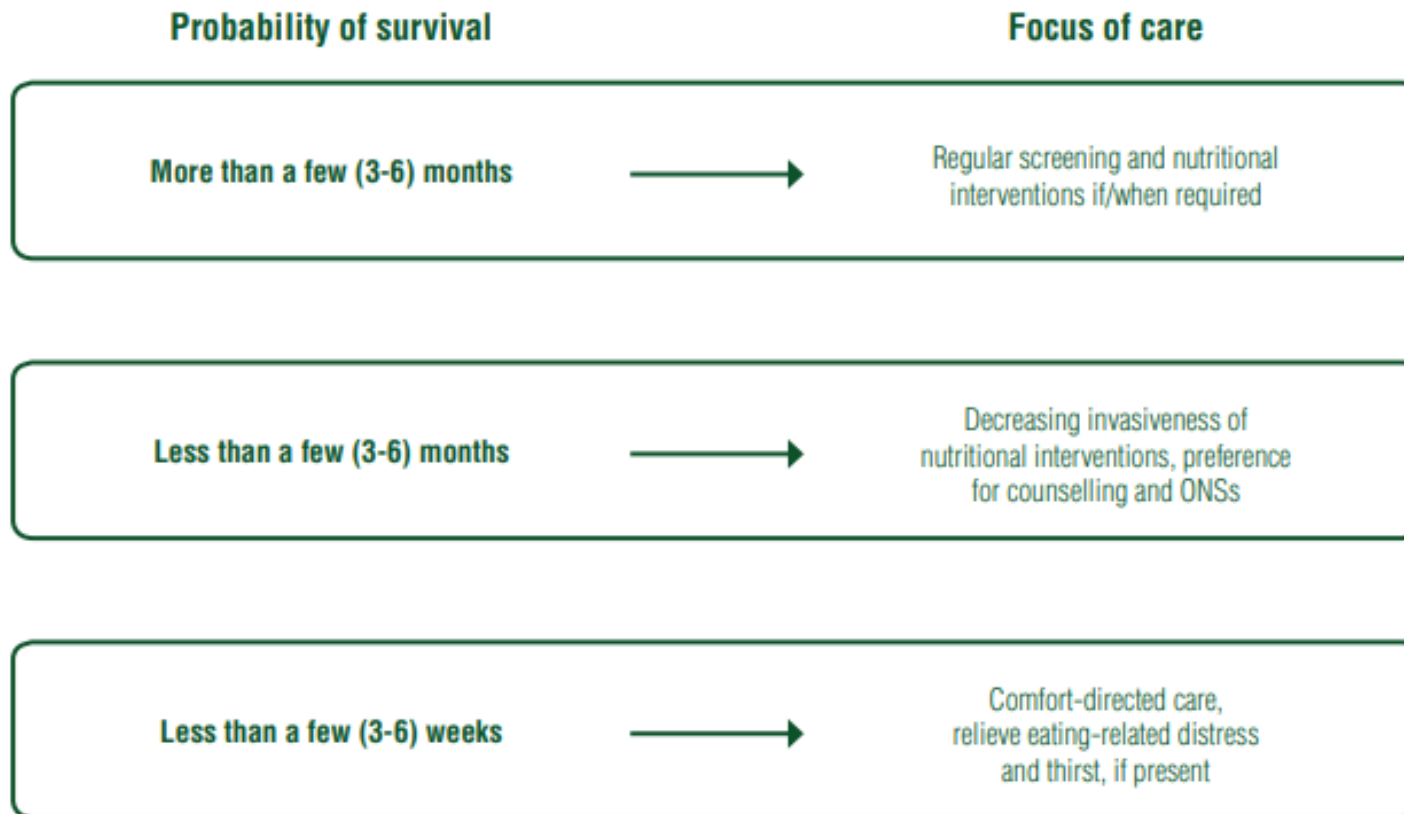 Probability of survival
Focus of care
More than a few (3-6) months
Regular screening and nutritional
interventions if/when required
Less than a few (3-6) months
Decreasing invasiveness of
nutritional interventions, preference
for counselling and ONSs
Less than a few (3-6) weeks
Comfort-directed care,
relieve eating-related distress
and thirst, if present